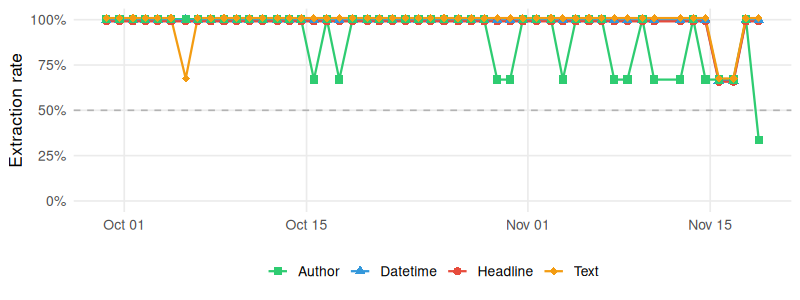 Extraction rate
100%
75%
50%
25%
0%
Oct 01 Oct 15 Nov 01 Nov 15
Author Datetime Headline Text